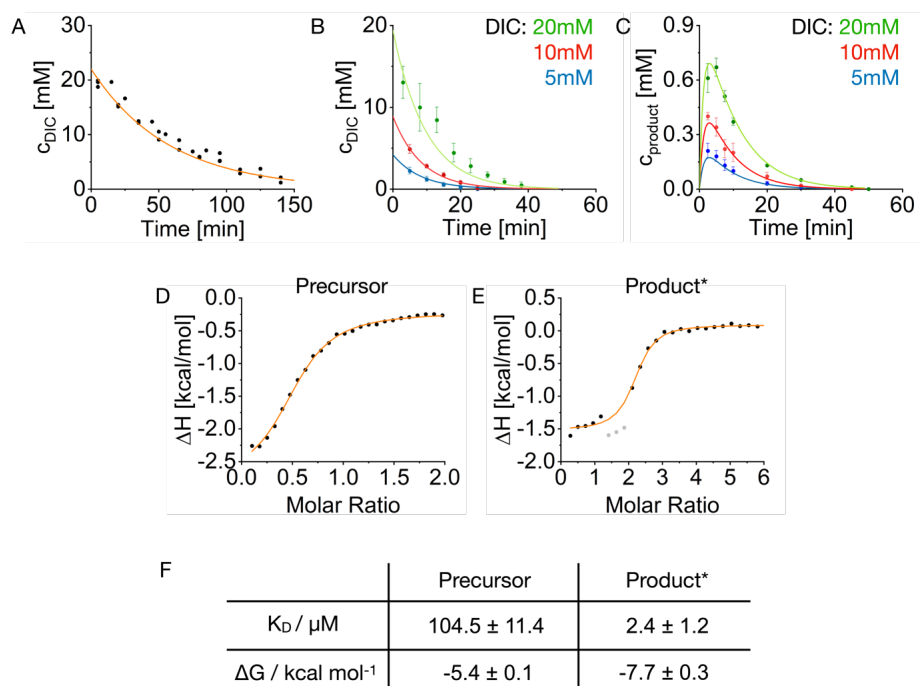 A
30
20
10
0
c_DIC [mM]
0
50
100
150
Time [min]
B
DIC: 20mM
10mM
5mM
20
10
0
c_DIC [mM]
0
20
40
60
Time [min]
C
DIC: 20mM
10mM
5mM
0.9
0.6
0.3
0.0
c_product [mM]
0
20
40
60
Time [min]
D
Precursor
0.0
-0.5
-1.0
-1.5
-2.0
-2.5
ΔH [kcal/mol]
0.0
0.5
1.0
1.5
2.0
Molar Ratio
E
Product*
0.5
0.0
-0.5
-1.0
-1.5
-2.0
-2.5
ΔH [kcal/mol]
0
1
2
3
4
5
6
Molar Ratio
F
Precursor
Product*
K_D / μM
104.5 ± 11.4
2.4 ± 1.2
ΔG / kcal mol⁻¹
-5.4 ± 0.1
-7.7 ± 0.3